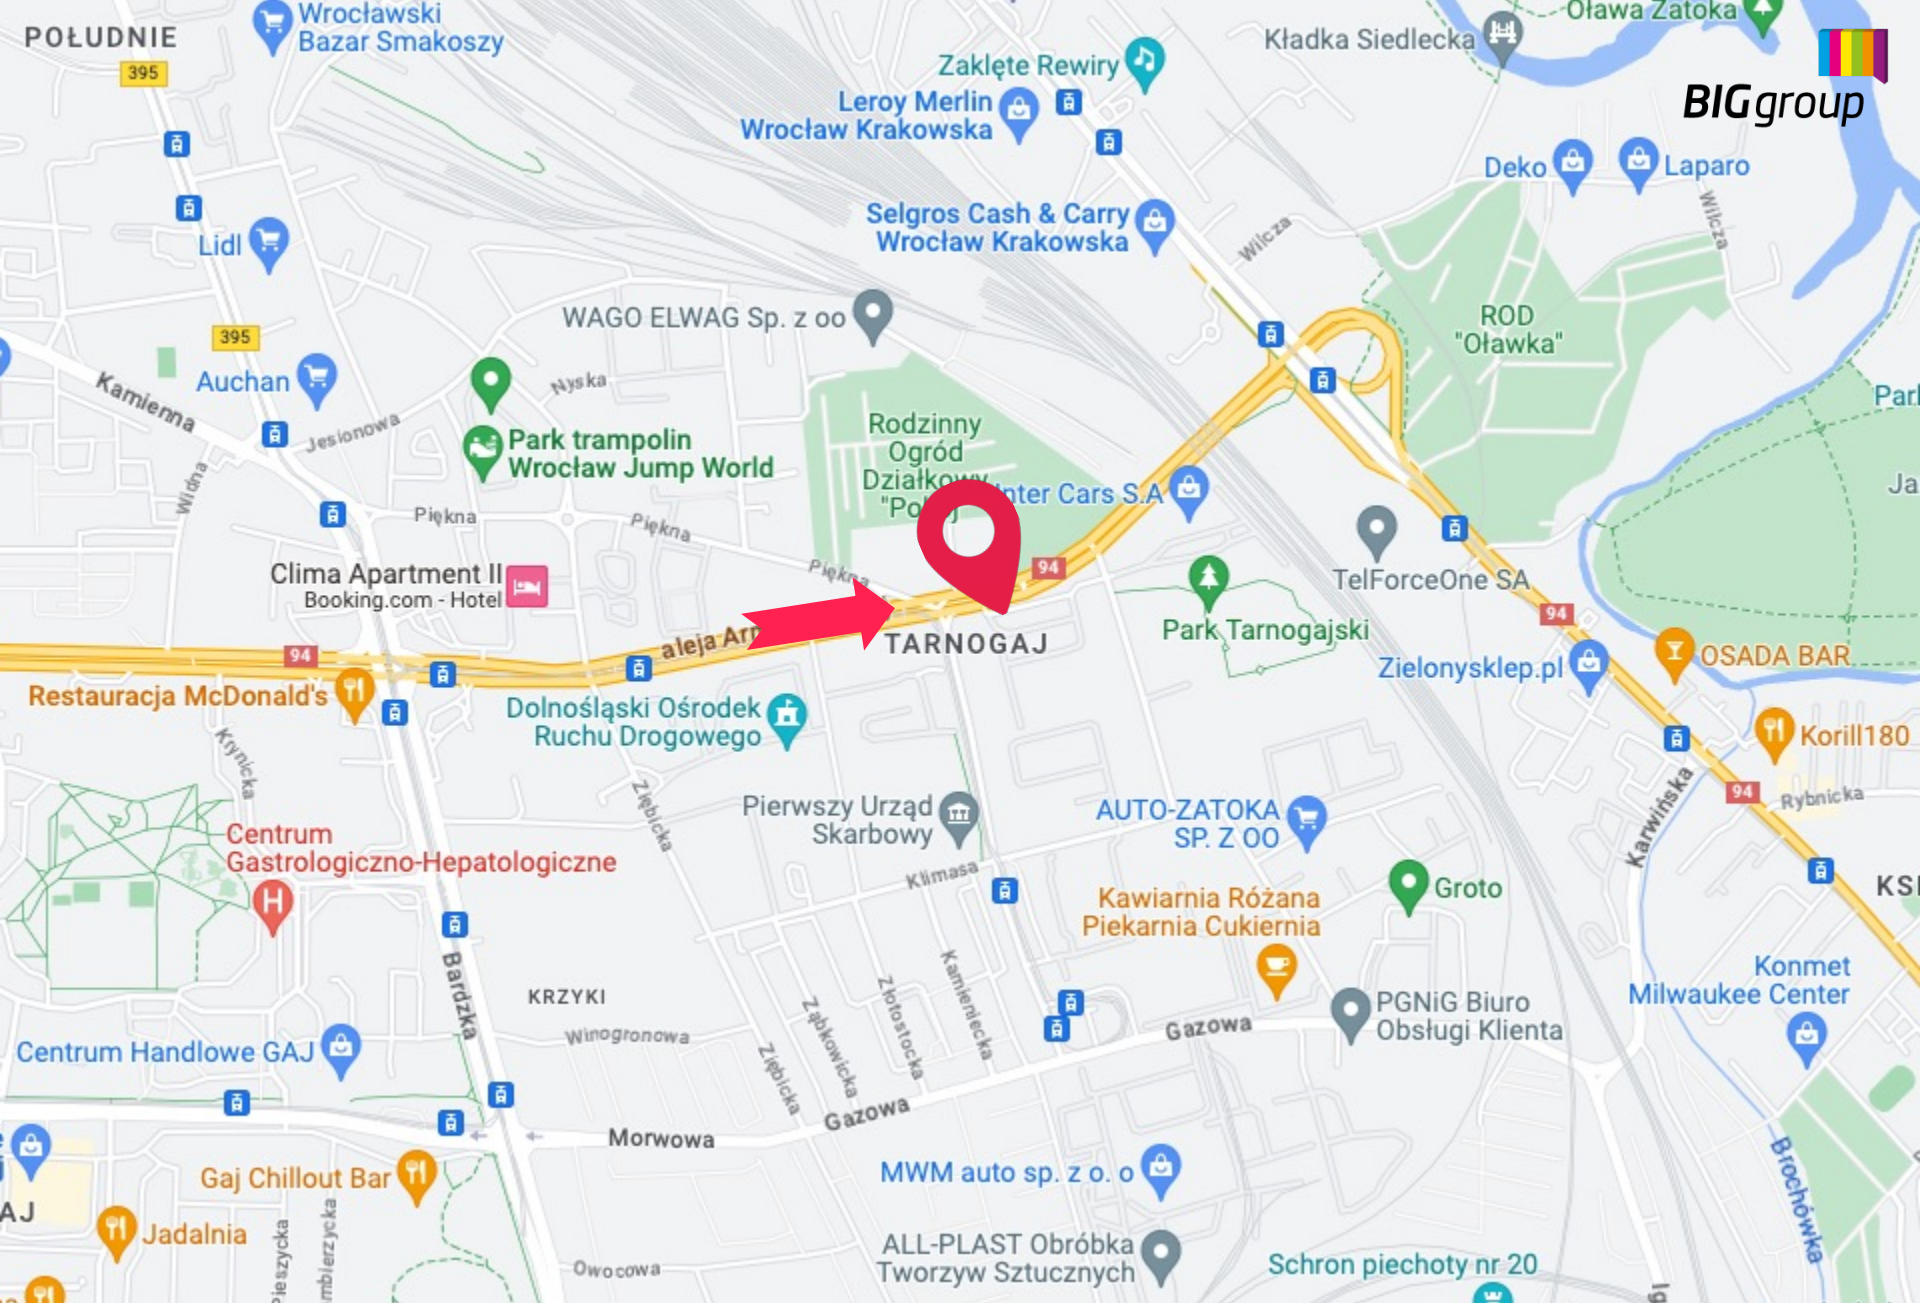 POŁUDNIE
395
Wrocławski
Bazar Smakoszy
Zaklęte Rewiry
Leroy Merlin
Wrocław Krakowska
Kładka Siedlecka
Oława Zatoka
BIGgroup
Deko
Laparo
Wilcza
Wilcza
Selgros Cash & Carry
Wrocław Krakowska
Lidl
WAGO ELWAG Sp. z oo
ROD
"Oławka"
395
Auchan
Kamienna
Jesionowa
Nyska
Widna
Park trampolin
Wrocław Jump World
Rodzinny
Ogród
Działkowy
Inter Cars S.A
Piękna
Piękna
Piękna
Clima Apartment II
Booking.com - Hotel
94
TelForceOne SA
94
Park Tarnogajski
TARNOGAJ
aleja
94
Restauracja McDonald's
Zielonysklep.pl
OSADA BAR
Korill180
Dolnośląski Ośrodek
Ruchu Drogowego
Krynicka
Ziębicka
Pierwszy Urząd
Skarbowy
AUTO-ZATOKA
SP. Z OO
94
Rybnicka
Karwińska
Centrum
Gastrologiczno-Hepatologiczne
Klimasa
Kawiarnia Różana
Piekarnia Cukiernia
Groto
Bardzka
KRZYKI
Winogronowa
Ziębicka
Ząbkowicka
Złotostocka
Kamieniecka
Gazowa
PGNiG Biuro
Obsługi Klienta
Konmet
Milwaukee Center
Centrum Handlowe GAJ
Gazowa
Morwowa
Gaj Chillout Bar
Jadalnia
MWM auto sp. z o. o
Brochówka
ALL-PLAST Obróbka
Tworzyw Sztucznych
Owocowa
Schron piechoty nr 20